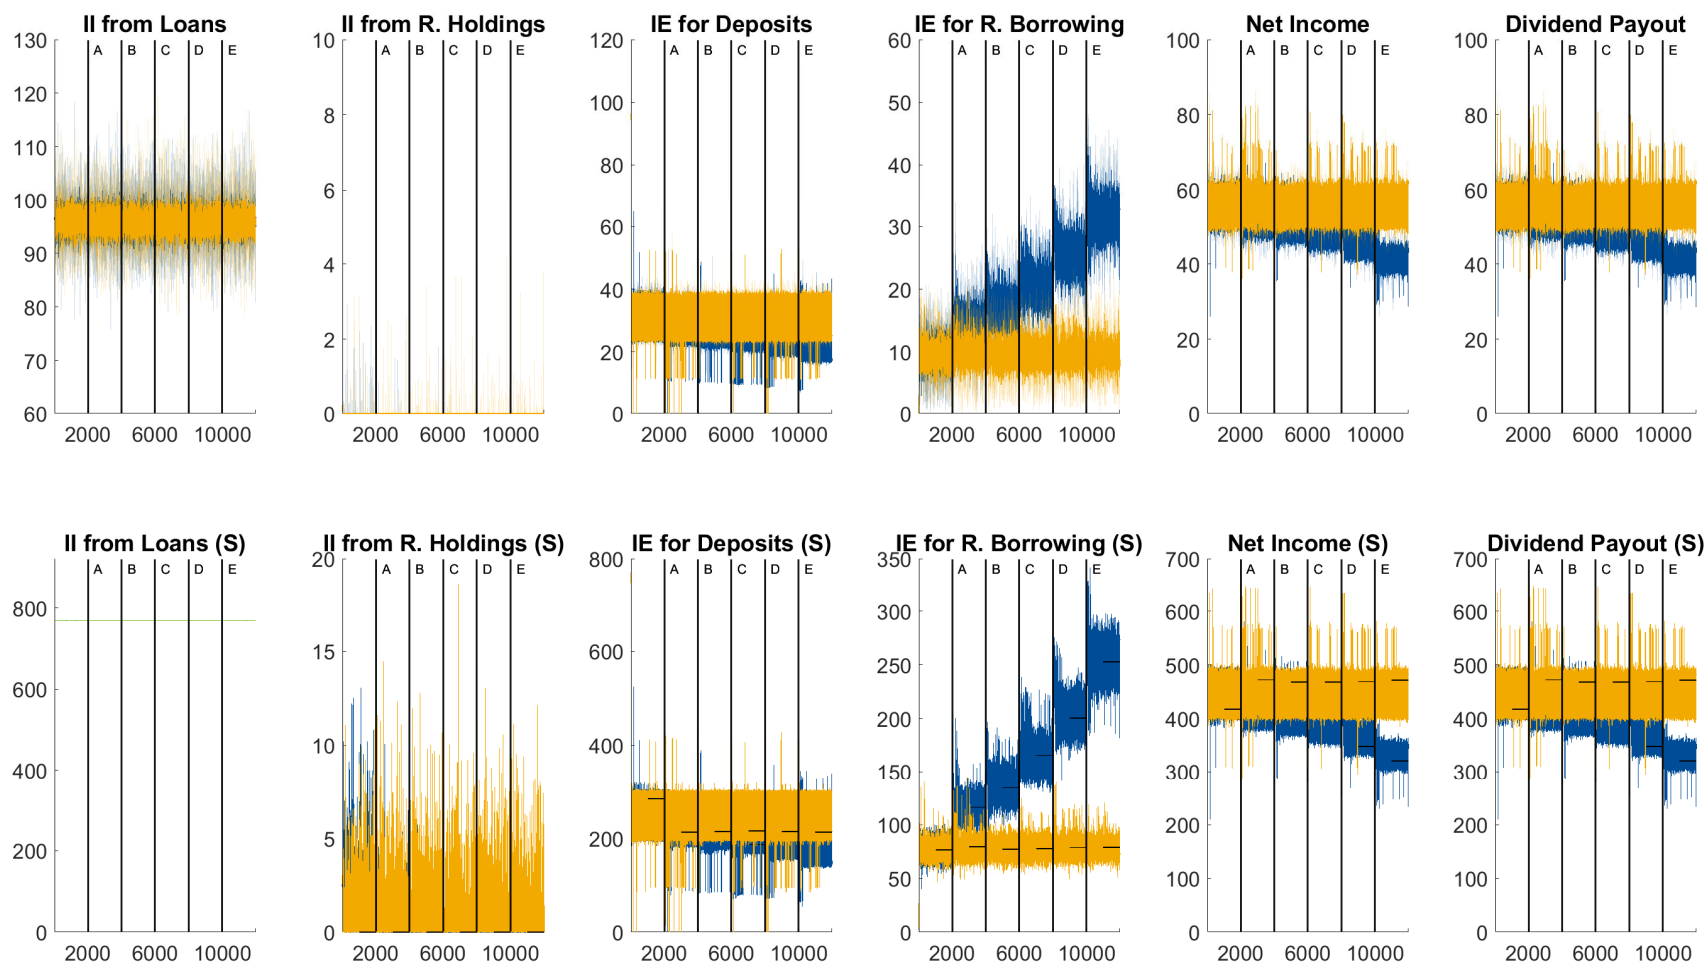 II from Loans
130
120
110
100
90
80
70
60
A B C D E
2000 6000 10000
II from R. Holdings
10
8
6
4
2
0
A B C D E
2000 6000 10000
IE for Deposits
120
100
80
60
40
20
0
A B C D E
2000 6000 10000
IE for R. Borrowing
60
50
40
30
20
10
0
A B C D E
2000 6000 10000
Net Income
100
80
60
40
20
0
A B C D E
2000 6000 10000
Dividend Payout
100
80
60
40
20
0
A B C D E
2000 6000 10000
II from Loans (S)
800
600
400
200
0
A B C D E
2000 6000 10000
II from R. Holdings (S)
20
15
10
5
0
A B C D E
2000 6000 10000
IE for Deposits (S)
800
600
400
200
0
A B C D E
2000 6000 10000
IE for R. Borrowing (S)
350
300
250
200
150
100
50
0
A B C D E
2000 6000 10000
Net Income (S)
700
600
500
400
300
200
100
0
A B C D E
2000 6000 10000
Dividend Payout (S)
700
600
500
400
300
200
100
0
A B C D E
2000 6000 10000